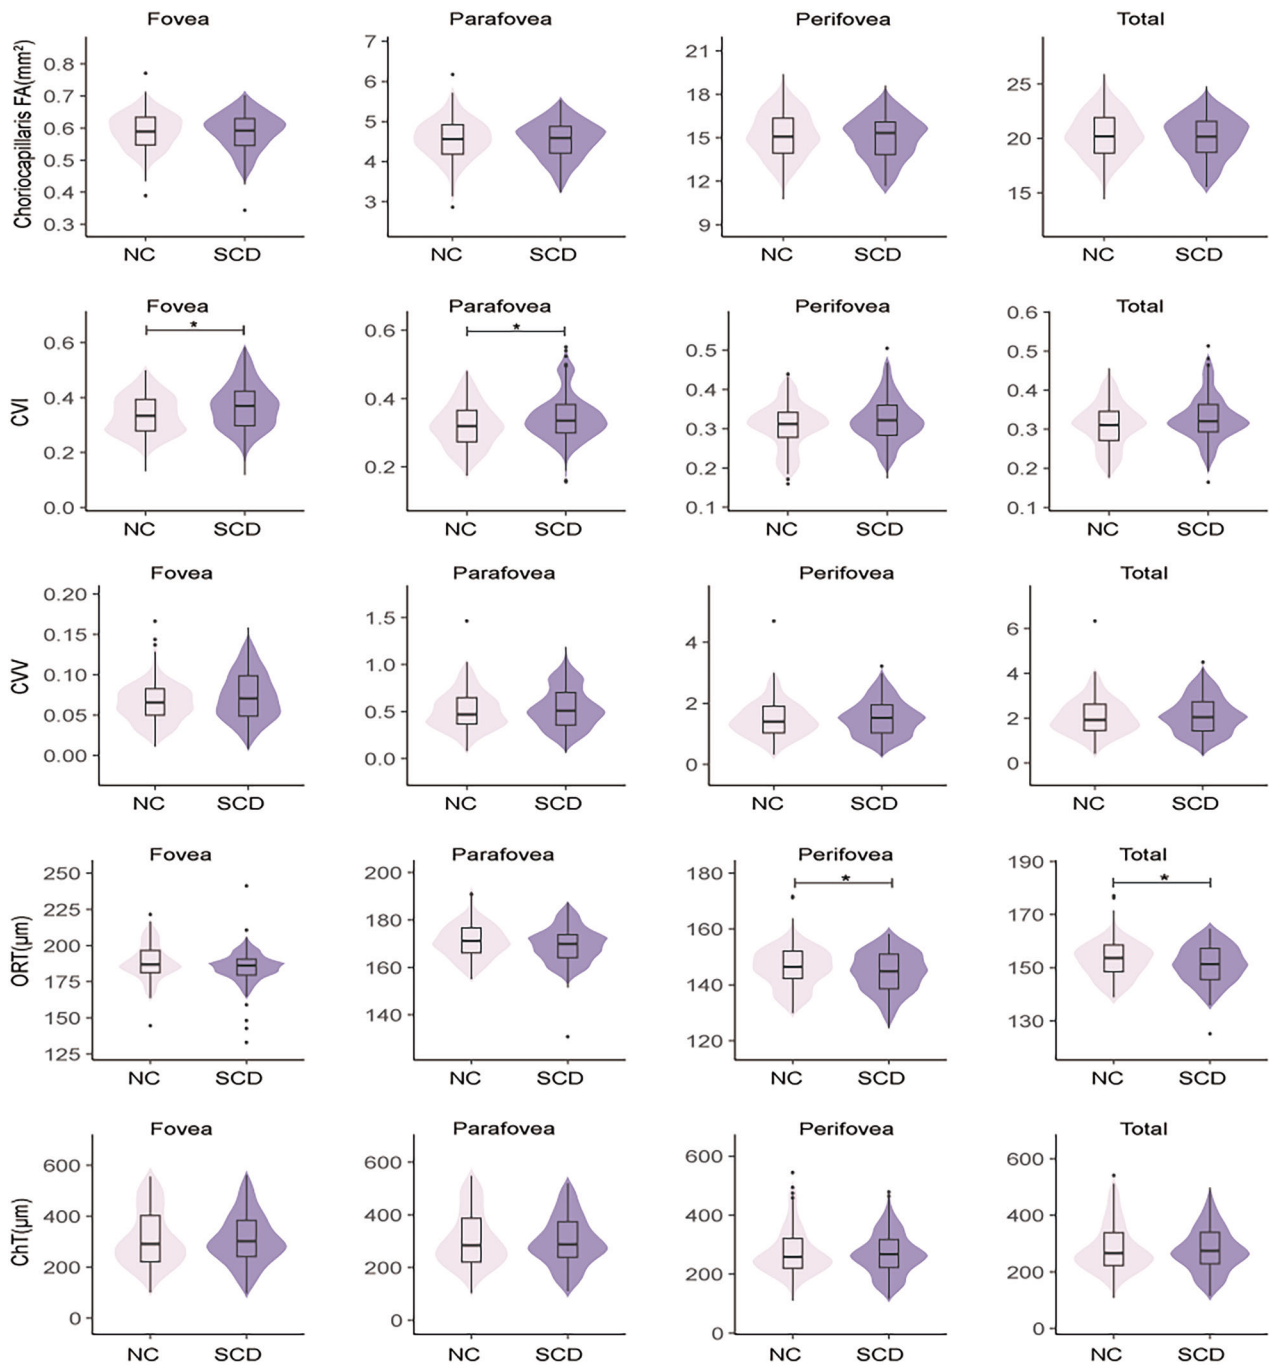 Fovea Parafovea Perifovea Total
Choriocapillaris FA(mm²)
0.8 7 21
0.7 6 18 25
0.6 5 15 20
0.5 4 12 15
0.4 3 9
0.3
NC SCD NC SCD NC SCD NC SCD
Fovea Parafovea Perifovea Total
CVI
* *
0.6 0.6 0.5 0.6
0.4 0.4 0.4 0.5
0.2 0.2 0.3 0.4
0.0 0.2 0.3
0.1 0.2
0.1
NC SCD NC SCD NC SCD NC SCD
Fovea Parafovea Perifovea Total
CVV
0.20 1.5 4 6
0.15 1.0 2 4
0.10 0.5 0 2
0.05 0.0 0
0.00
NC SCD NC SCD NC SCD NC SCD
Fovea Parafovea Perifovea Total
ORT(μm)
* *
250 200 180 190
225 180 160 170
200 160 140 150
175 140 120 130
150
125
NC SCD NC SCD NC SCD NC SCD
Fovea Parafovea Perifovea Total
ChT(μm)
600 600 600 600
400 400 400 400
200 200 200 200
0 0 0 0
NC SCD NC SCD NC SCD NC SCD